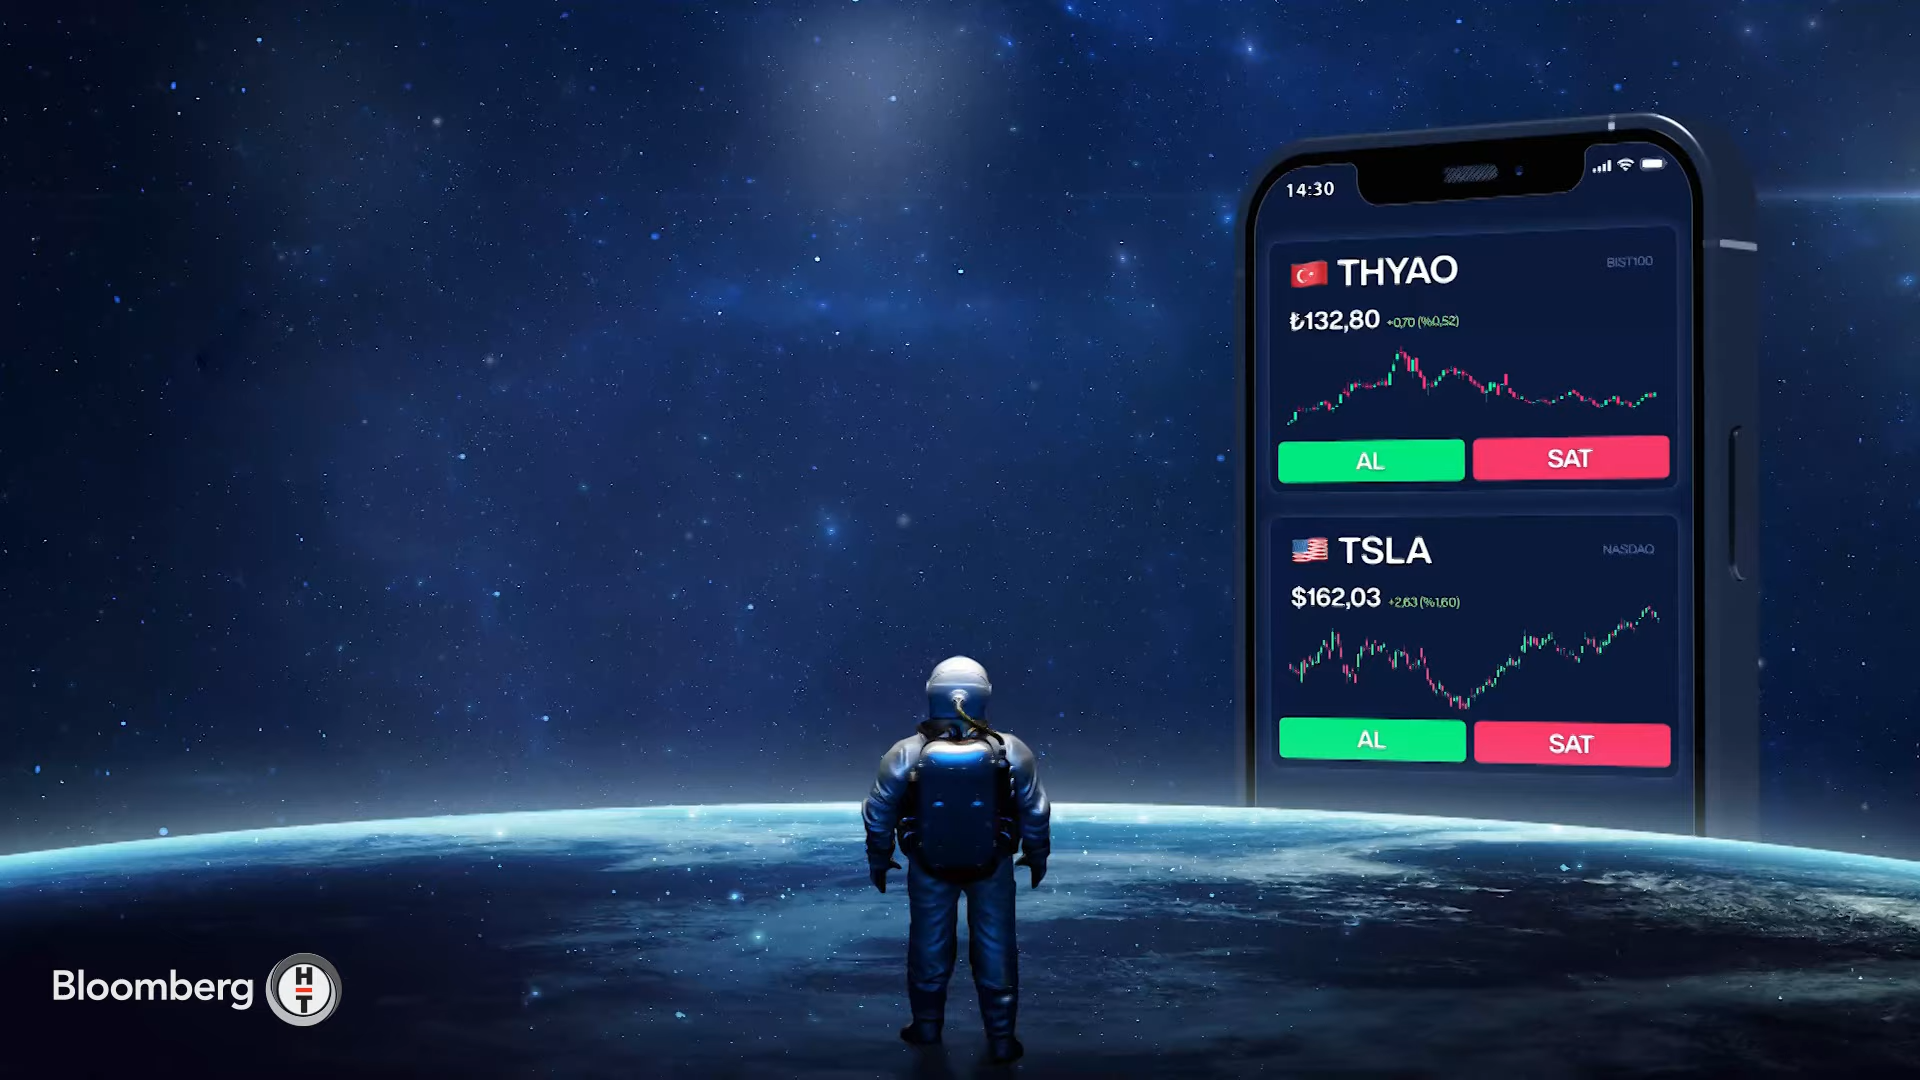 14:30
THYAO
BIST100
₺132,80 +0,70 (%0,52)
AL
SAT
TSLA
NASDAQ
$162,03 +2,63 (%1,60)
AL
SAT
Bloomberg HT